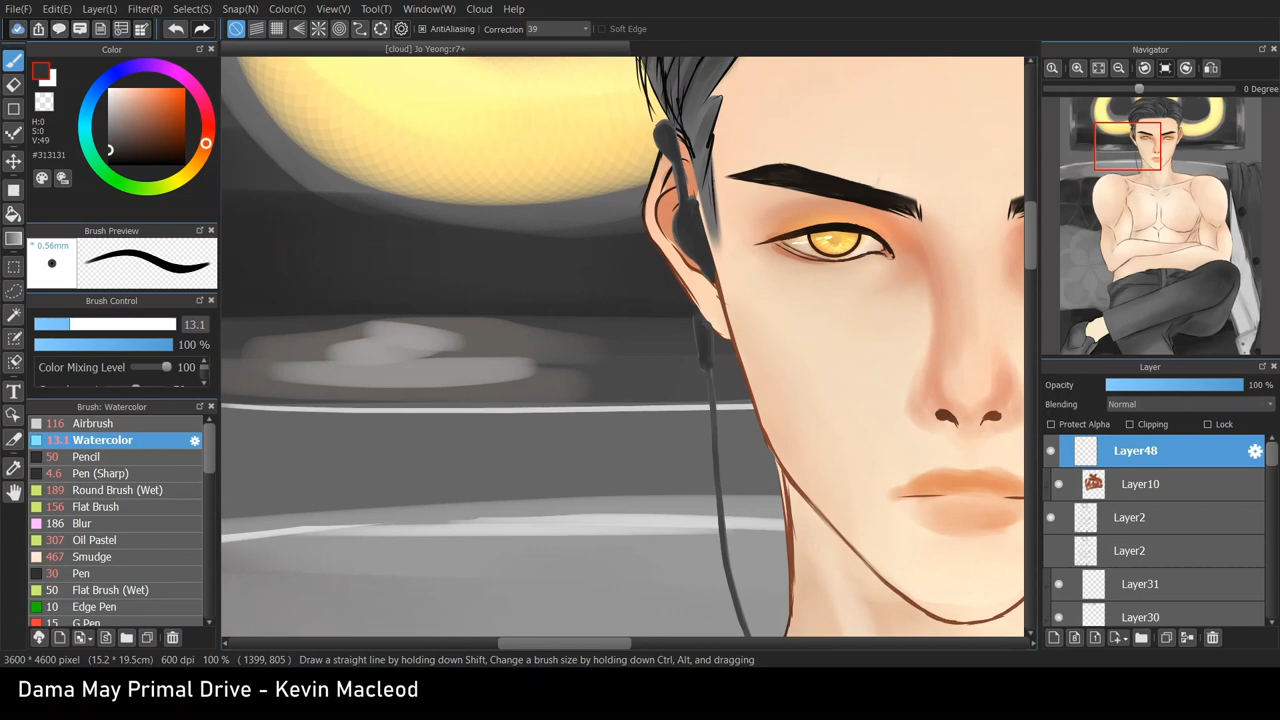 File(F) Edit(E) Layer(L) Filter(R) Select(S) Snap(N) Color(C) View(V) Tool(T) Window(W) Cloud Help
AntiAliasing Correction 39 Soft Edge
Color
[cloud] Jo Yeong:r7+
Navigator
0 Degree
H:0
S:0
V:49
#313131
Brush Preview
* 0.56mm
Brush Control
13.1
100 %
Color Mixing Level 100
Brush: Watercolor
116 Airbrush
13.1 Watercolor
50 Pencil
4.6 Pen (Sharp)
189 Round Brush (Wet)
156 Flat Brush
186 Blur
307 Oil Pastel
467 Smudge
30 Pen
50 Flat Brush (Wet)
10 Edge Pen
15 G Pen
Layer
Opacity 100 %
Blending Normal
Protect Alpha Clipping Lock
Layer48
Layer10
Layer2
Layer2
Layer31
Layer30
3600 * 4600 pixel (15.2 * 19.5cm) 600 dpi 100 % ( 1399, 805 ) Draw a straight line by holding down Shift, Change a brush size by holding down Ctrl, Alt, and dragging
Dama May Primal Drive - Kevin Macleod